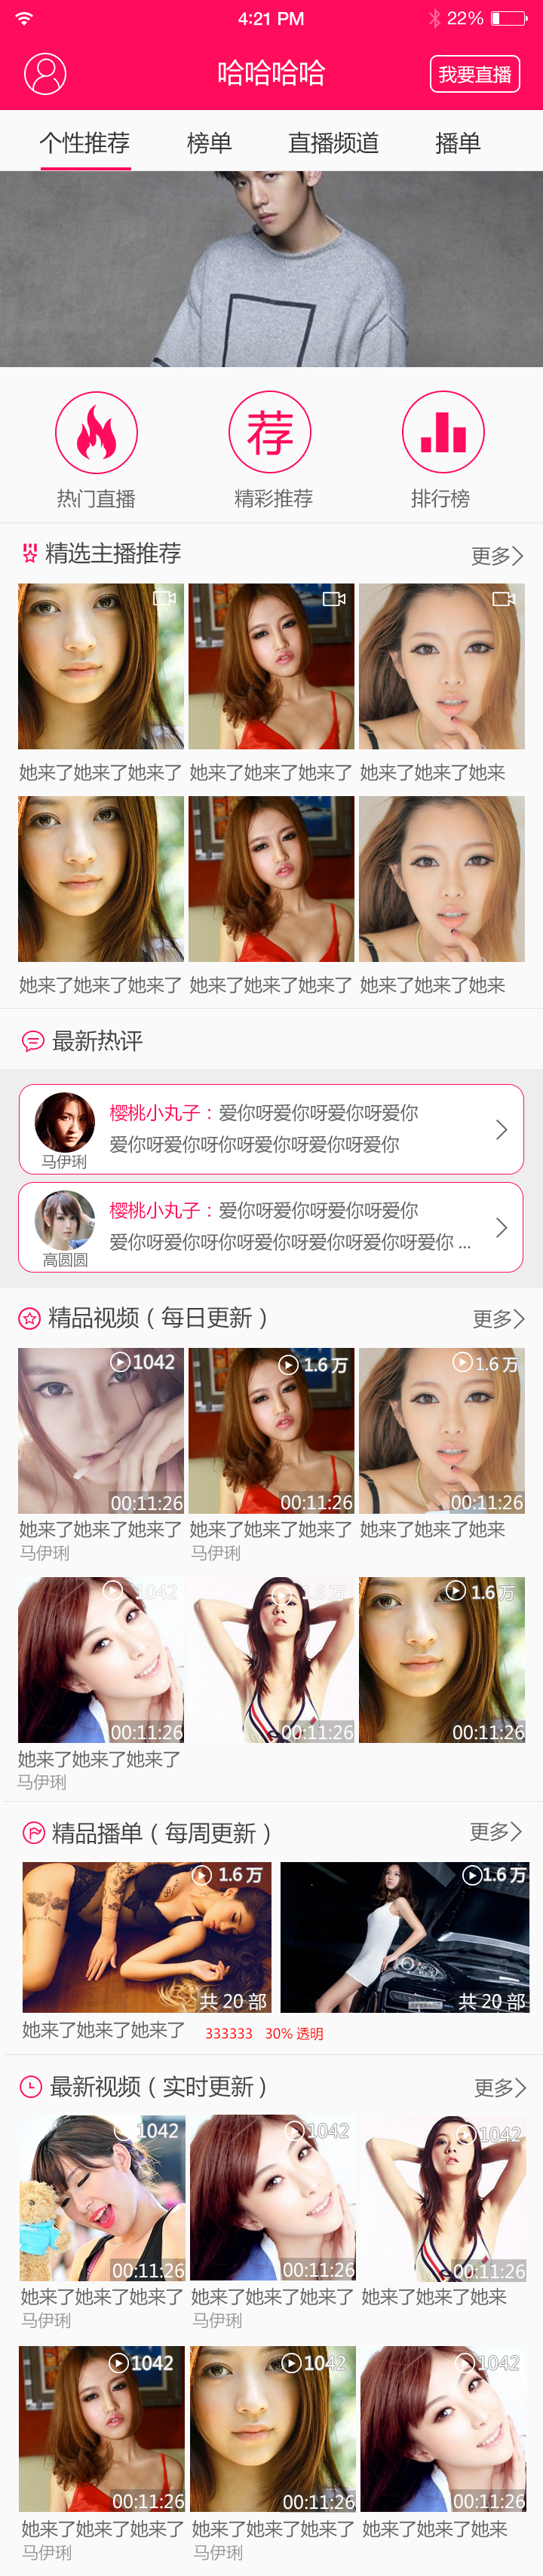 4:21 PM 22%
哈哈哈哈 我要直播
个性推荐 榜单 直播频道 播单
荐
热门直播 精彩推荐 排行榜
精选主播推荐 更多
她来了她来了她来了 她来了她来了她来了 她来了她来了她来
她来了她来了她来了 她来了她来了她来了 她来了她来了她来
最新热评
樱桃小丸子：爱你呀爱你呀爱你呀爱你
爱你呀爱你呀你呀爱你呀爱你呀爱你
马伊琍
樱桃小丸子：爱你呀爱你呀爱你呀爱你
爱你呀爱你呀你呀爱你呀爱你呀爱你呀爱你 ...
高圆圆
精品视频（每日更新） 更多
1042 1.6 万 1.6 万
00:11:26 00:11:26 00:11:26
她来了她来了她来了 她来了她来了她来了 她来了她来了她来
马伊琍 马伊琍
1042 1.6 万 1.6 万
00:11:26 00:11:26 00:11:26
她来了她来了她来了
马伊琍
精品播单（每周更新） 更多
1.6 万 1.6 万
共 20 部 共 20 部
她来了她来了她来了 333333 30% 透明
最新视频（实时更新） 更多
1042 1042 1042
00:11:26 00:11:26 00:11:26
她来了她来了她来了 她来了她来了她来了 她来了她来了她来
马伊琍 马伊琍
1042 1042 1042
00:11:26 00:11:26 00:11:26
她来了她来了她来了 她来了她来了她来了 她来了她来了她来
马伊琍 马伊琍